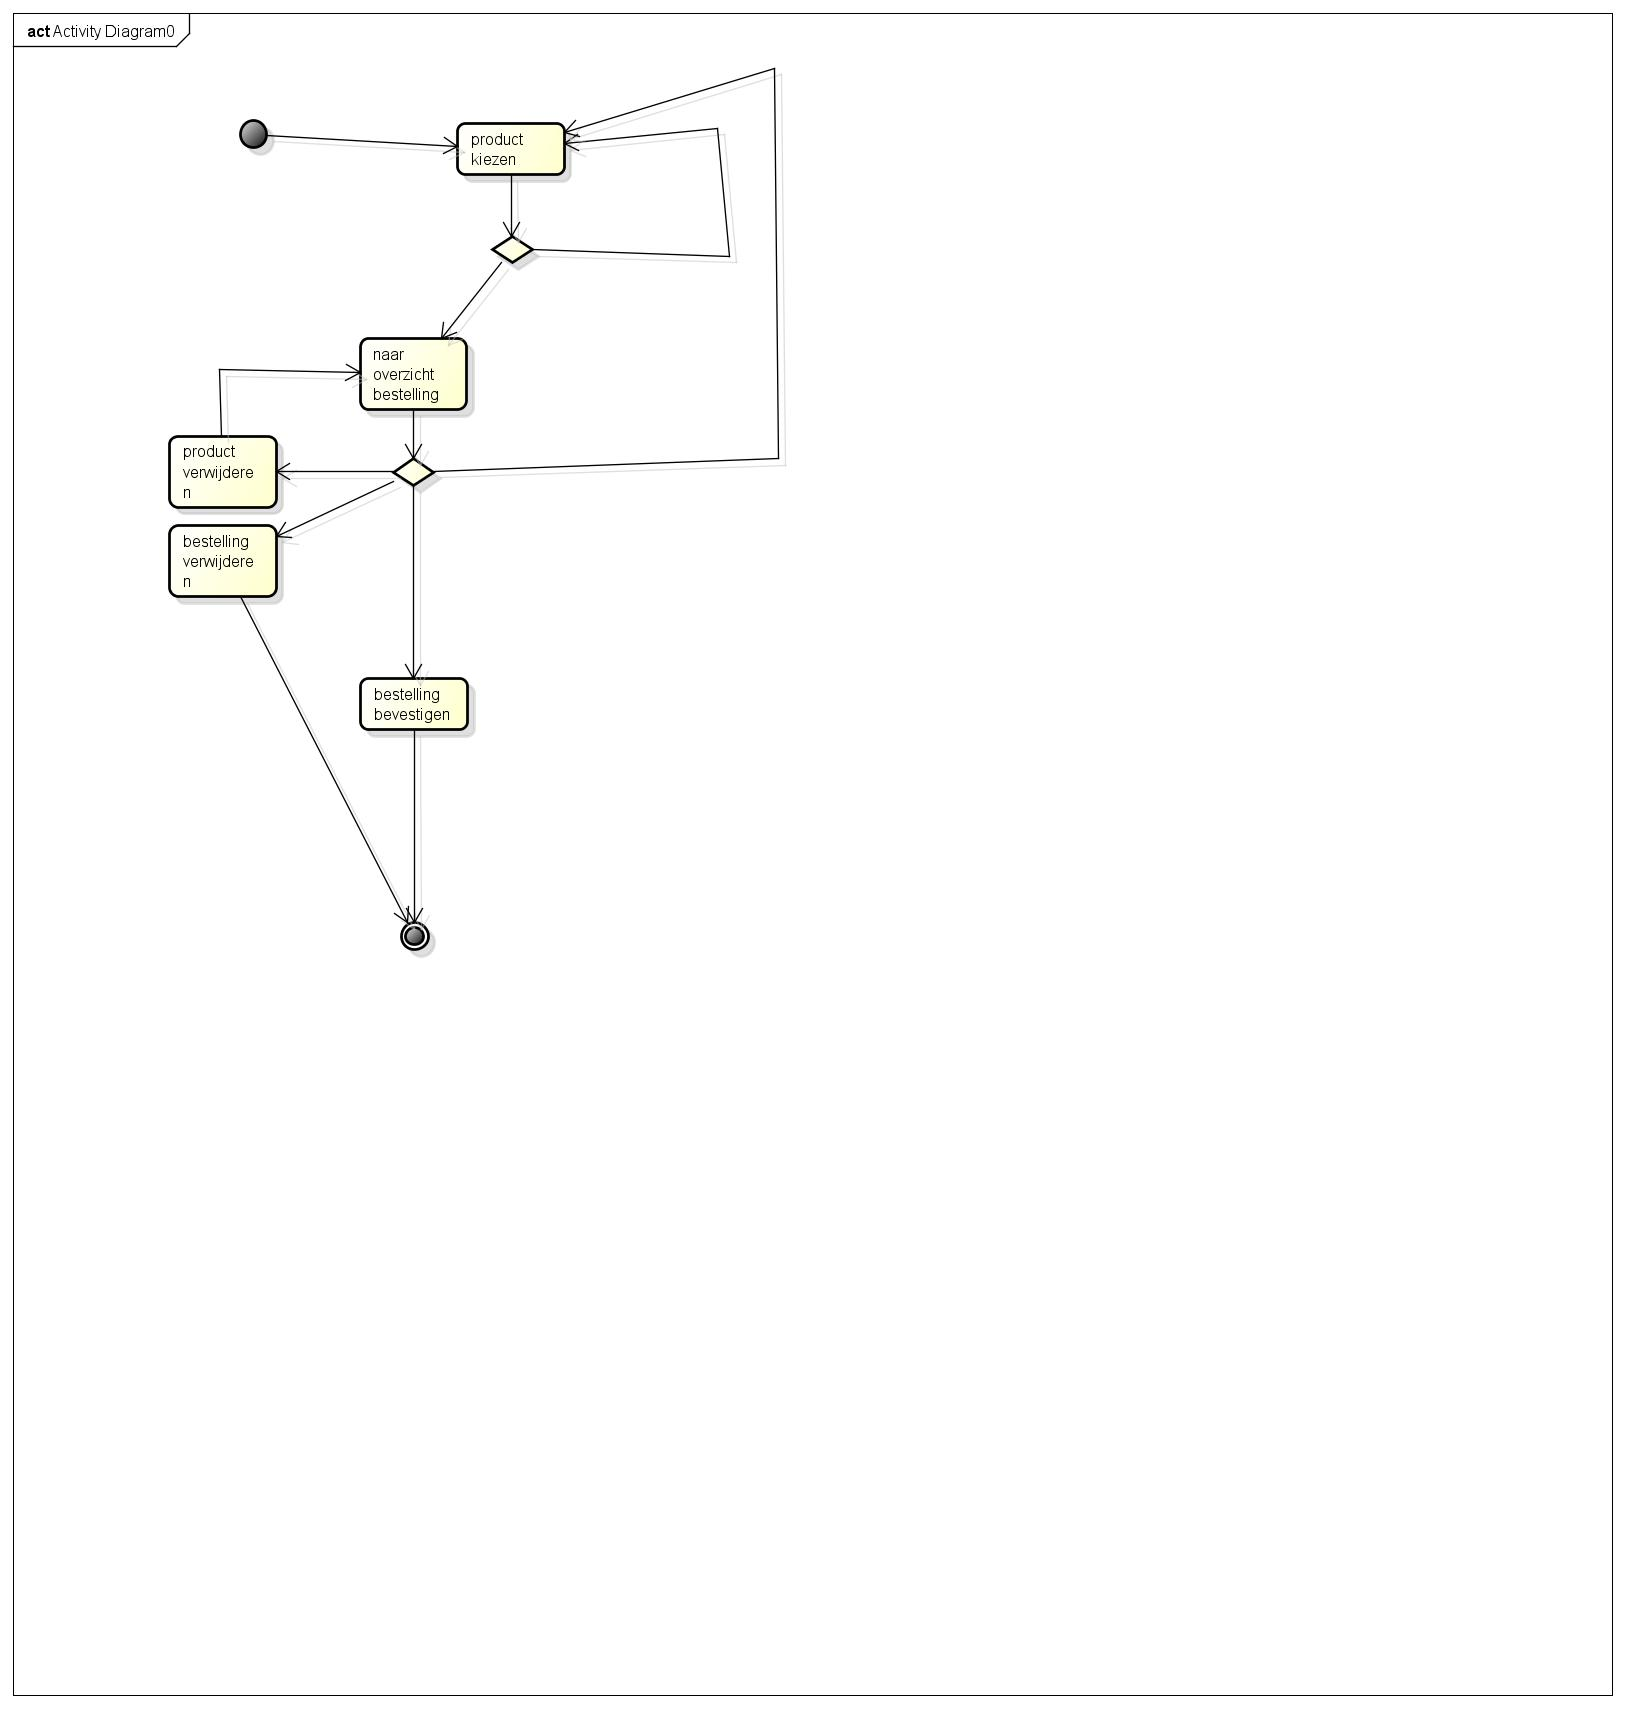 act Activity Diagram0
product
kiezen
naar
overzicht
bestelling
product
verwijdere
n
bestelling
verwijdere
n
bestelling
bevestigen